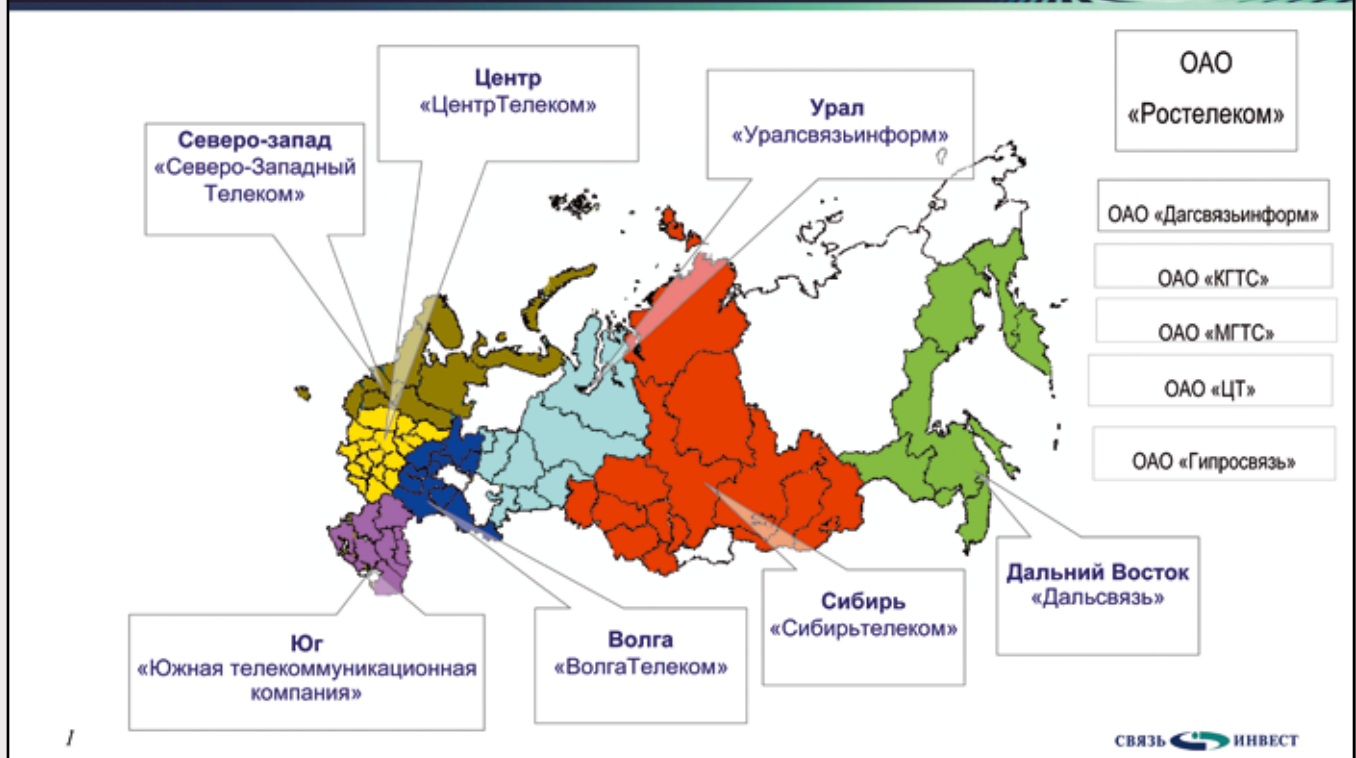 Центр
«ЦентрТелеком»
Северо-запад
«Северо-Западный
Телеком»
Урал
«Уралсвязьинформ»
ОАО
«Ростелеком»
ОАО «Дагсвязьинформ»
ОАО «КГТС»
ОАО «МГТС»
ОАО «ЦТ»
ОАО «Гипросвязь»
Дальний Восток
«Дальсвязь»
Сибирь
«Сибирьтелеком»
Волга
«ВолгаТелеком»
Юг
«Южная телекоммуникационная
компания»
1
СВЯЗЬ ИНВЕСТ